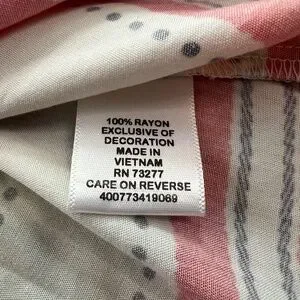 100% RAYON
EXCLUSIVE OF
DECORATION
MADE IN
VIETNAM
RN 73277
CARE ON REVERSE
400773419069